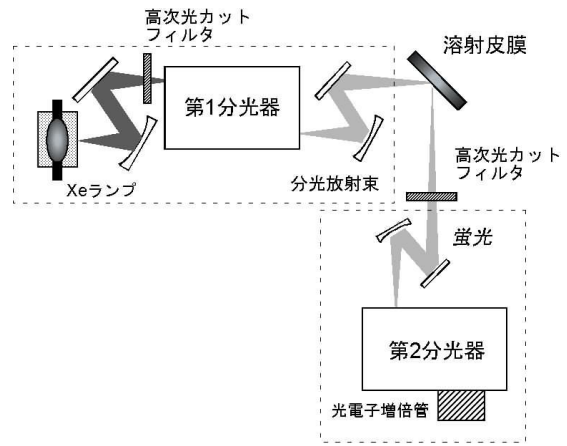 高次光カット
フィルタ
溶射皮膜
第1分光器
高次光カット
フィルタ
Xeランプ
分光放射束
蛍光
第2分光器
光電子増倍管